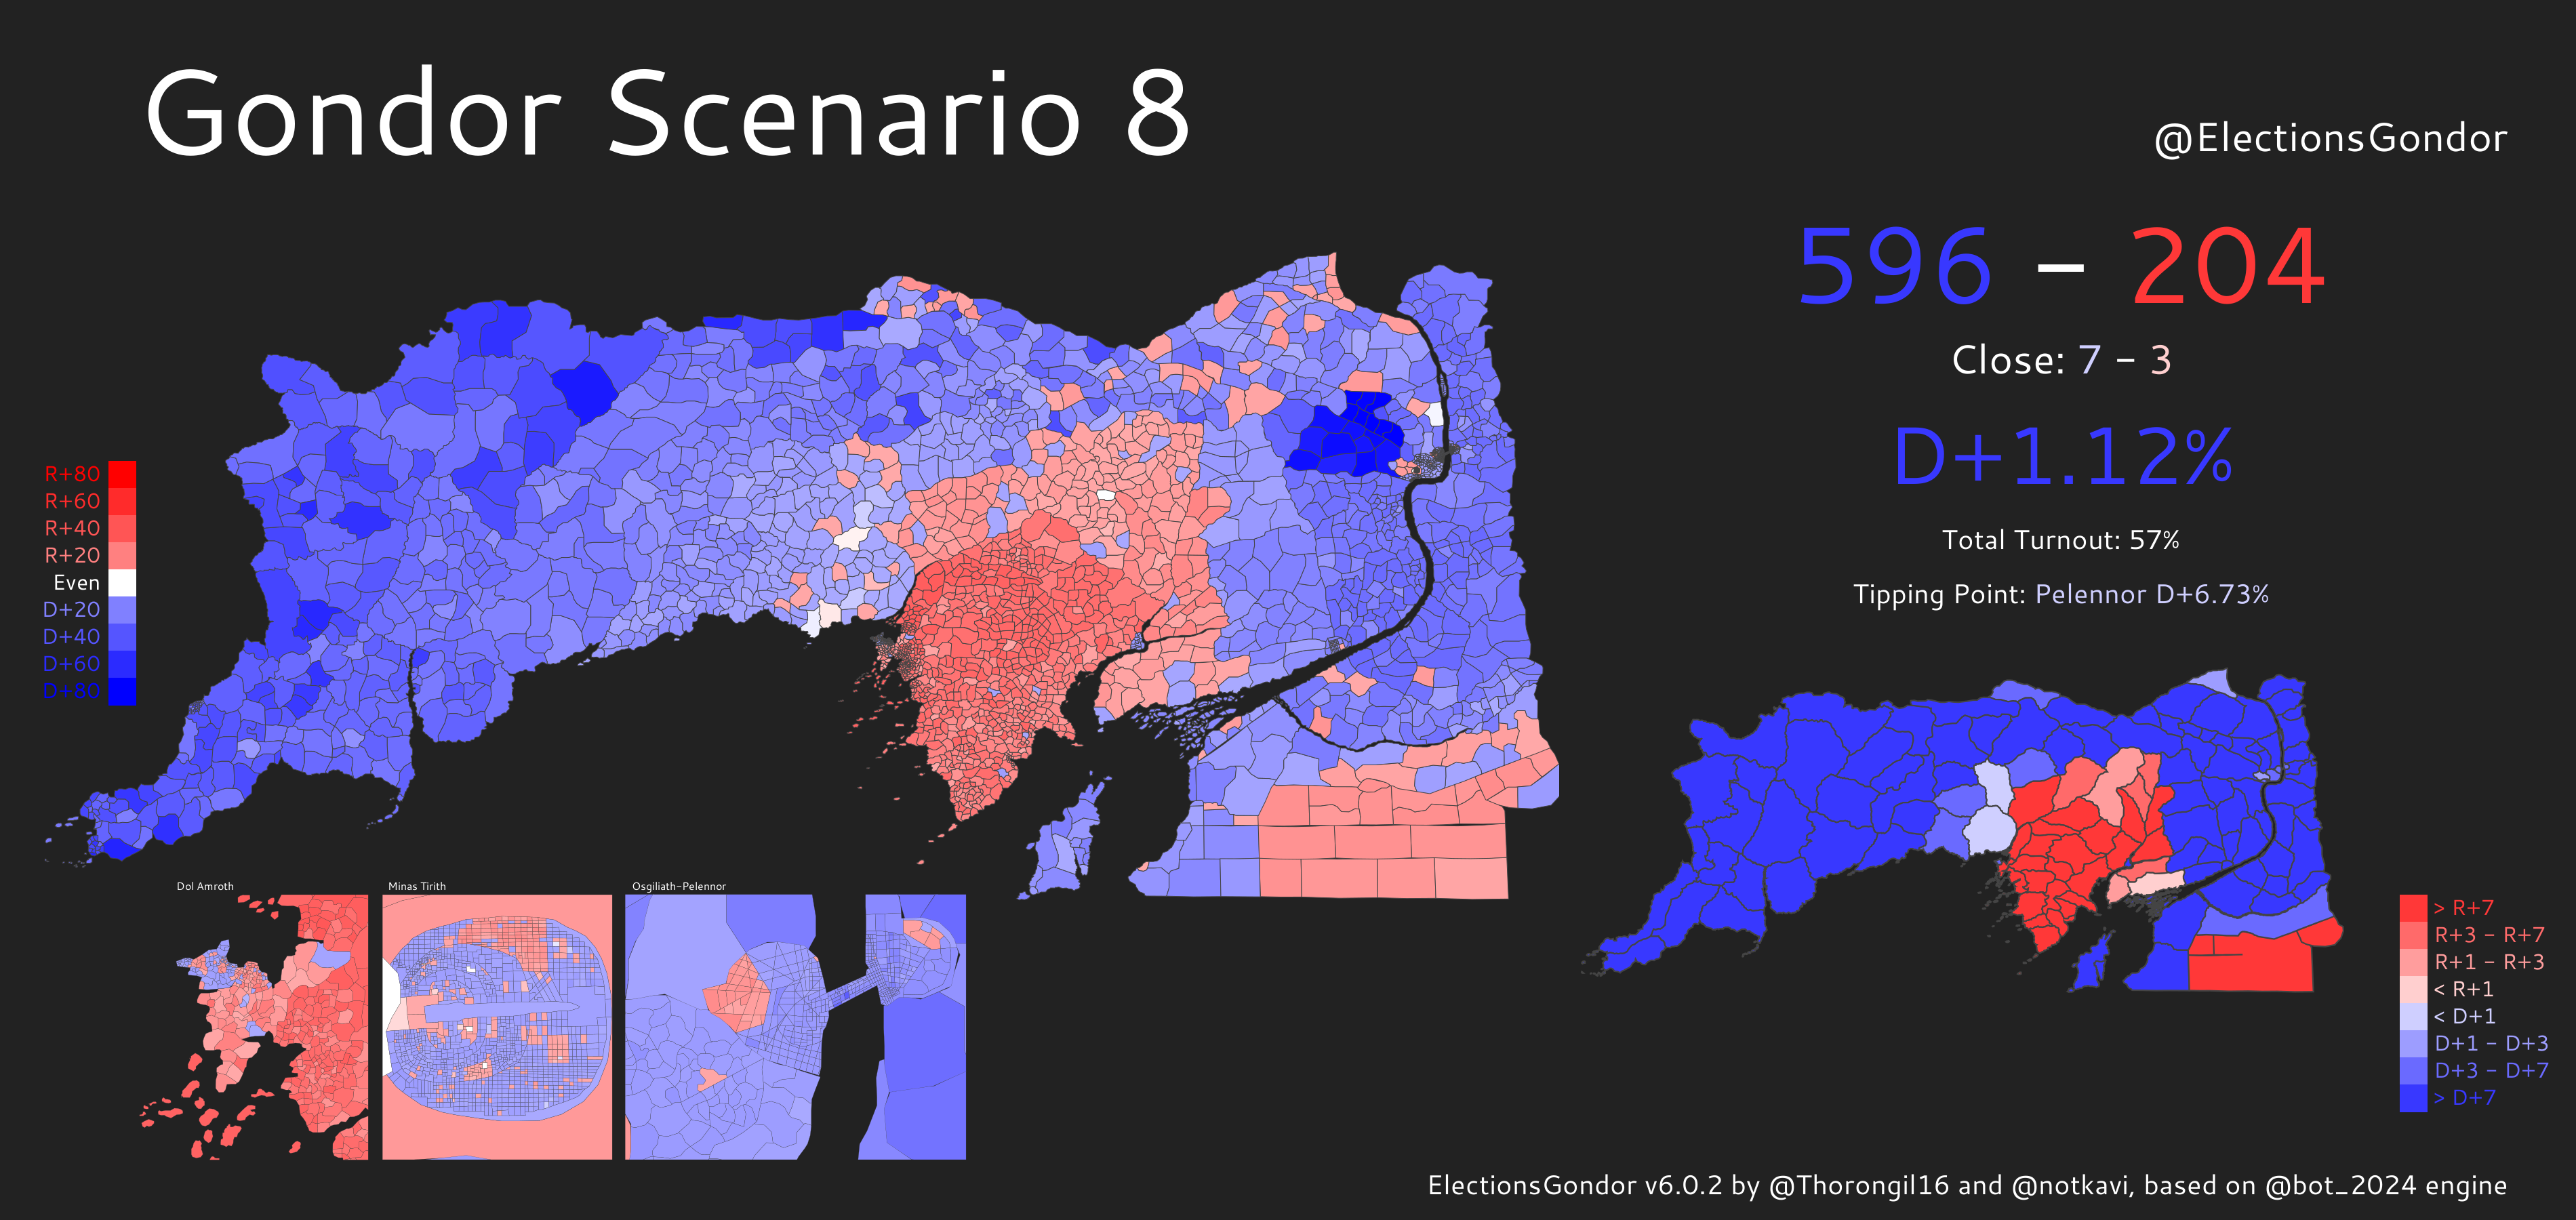 Gondor Scenario 8
@ElectionsGondor
596 – 204
Close: 7 – 3
D+1.12%
Total Turnout: 57%
Tipping Point: Pelennor D+6.73%
R+80
R+60
R+40
R+20
Even
D+20
D+40
D+60
D+80
Dol Amroth
Minas Tirith
Osgiliath-Pelennor
> R+7
R+3 - R+7
R+1 - R+3
< R+1
< D+1
D+1 - D+3
D+3 - D+7
> D+7
ElectionsGondor v6.0.2 by @Thorongil16 and @notkavi, based on @bot_2024 engine